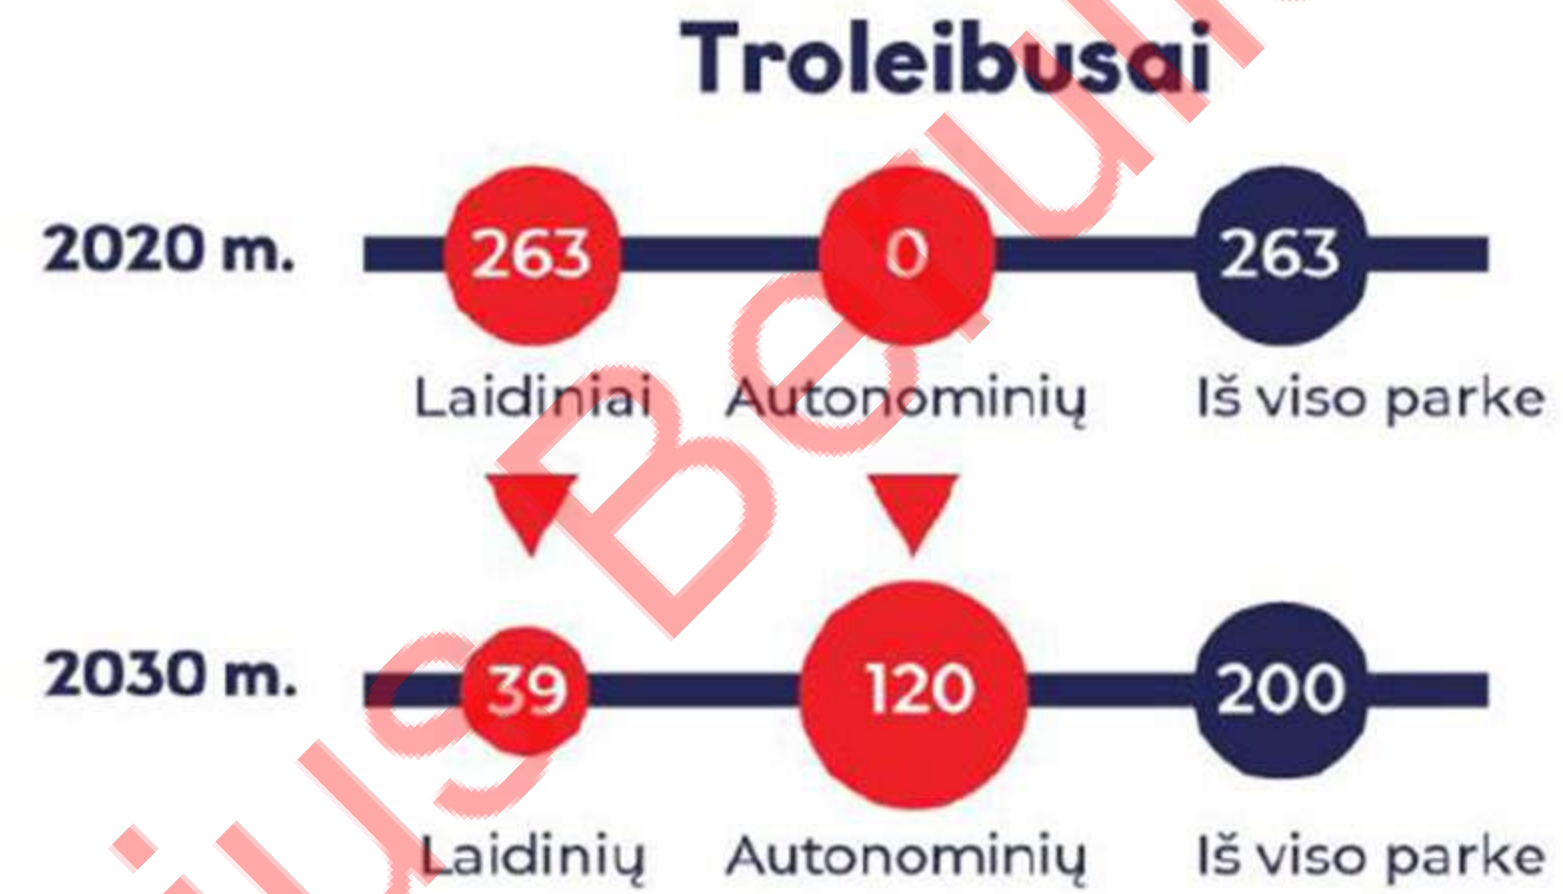 Troleibusai
2020 m. 263 0 263
Laidiniai Autonominių Iš viso parke
2030 m. 39 120 200
Laidinių Autonominių Iš viso parke